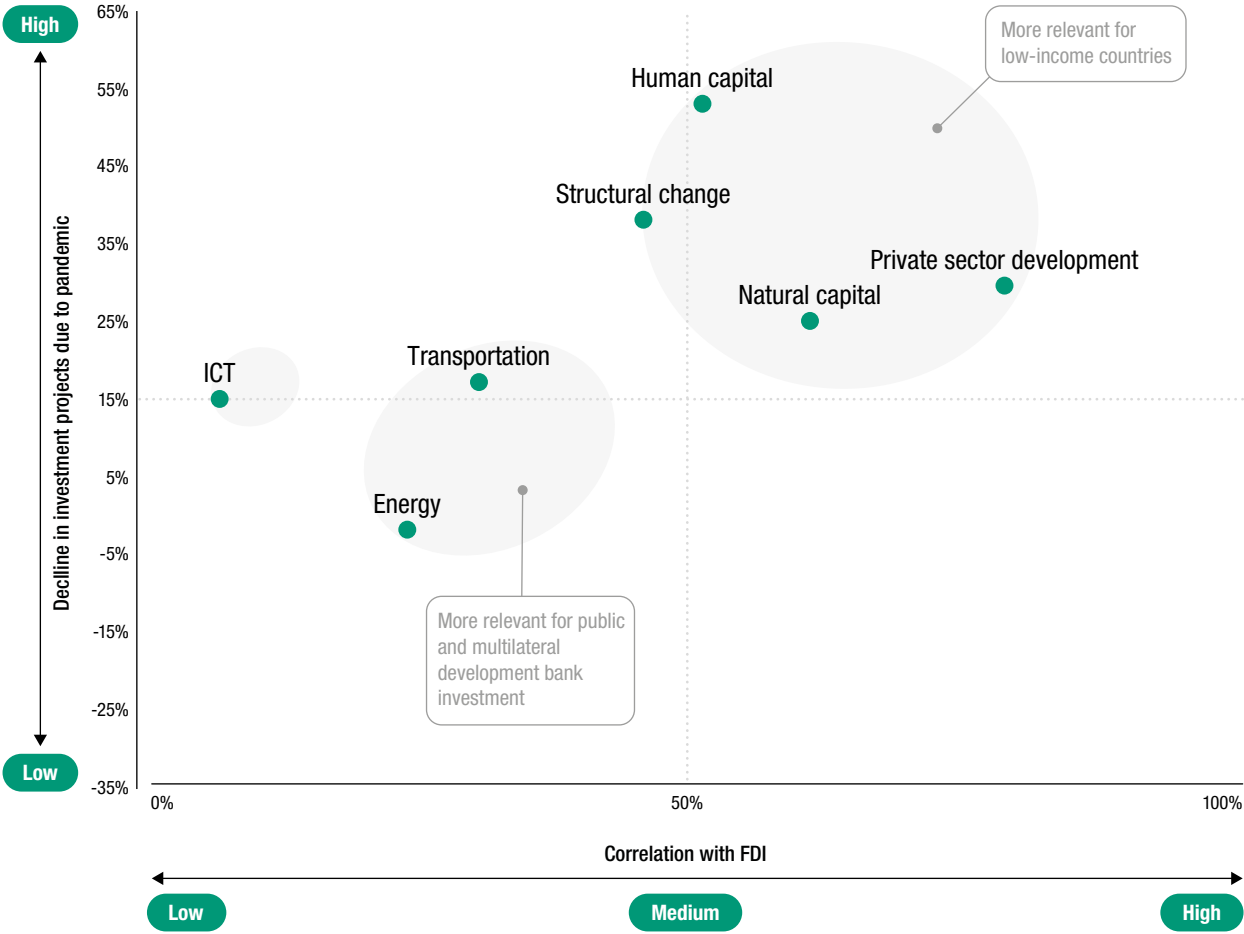 High
65%
55%
45%
35%
25%
15%
5%
-5%
-15%
-25%
-35%
Low
Declline in investment projects due to pandemic
More relevant for
low-income countries
Human capital
Structural change
Private sector development
Natural capital
Transportation
ICT
Energy
More relevant for public
and multilateral
development bank
investment
0%
50%
100%
Correlation with FDI
Low
Medium
High